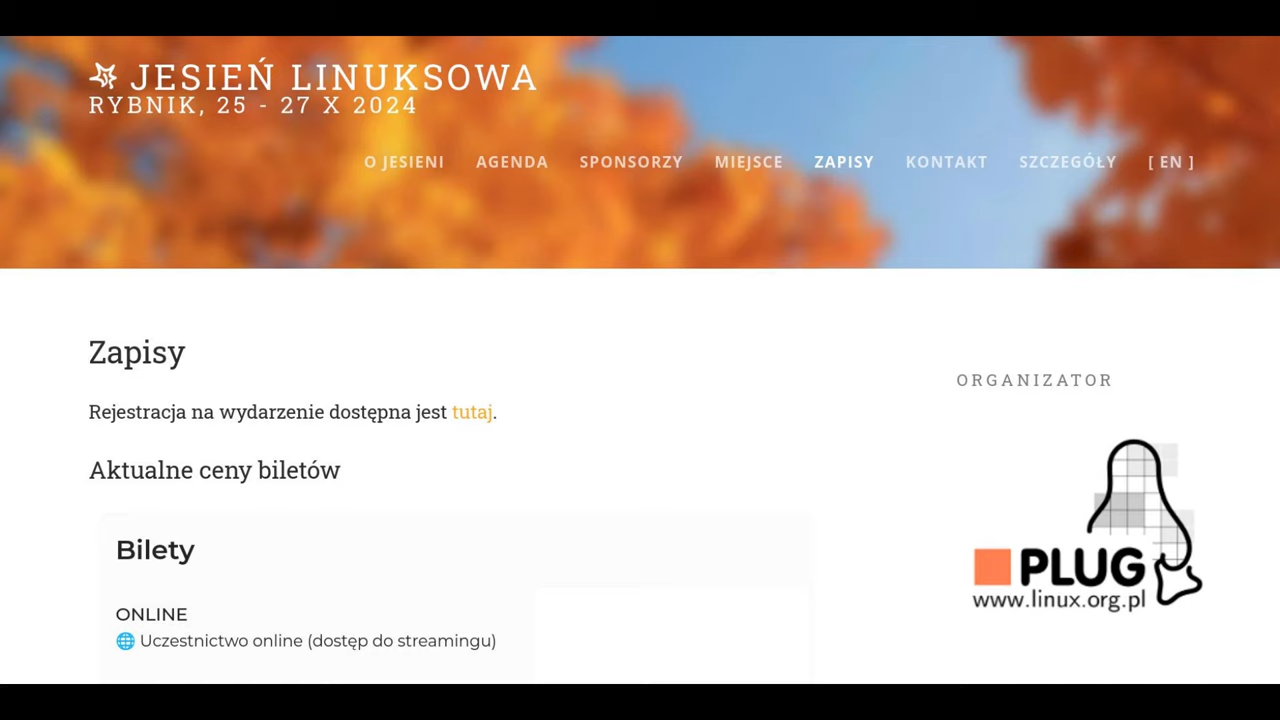 JESIEŃ LINUKSOWA
RYBNIK, 25 - 27 X 2024
O JESIENI AGENDA SPONSORZY MIEJSCE ZAPISY KONTAKT SZCZEGÓŁY [ EN ]
Zapisy
Rejestracja na wydarzenie dostępna jest tutaj.
Aktualne ceny biletów
Bilety
ONLINE
🌐 Uczestnictwo online (dostęp do streamingu)
ORGANIZATOR
PLUG
www.linux.org.pl